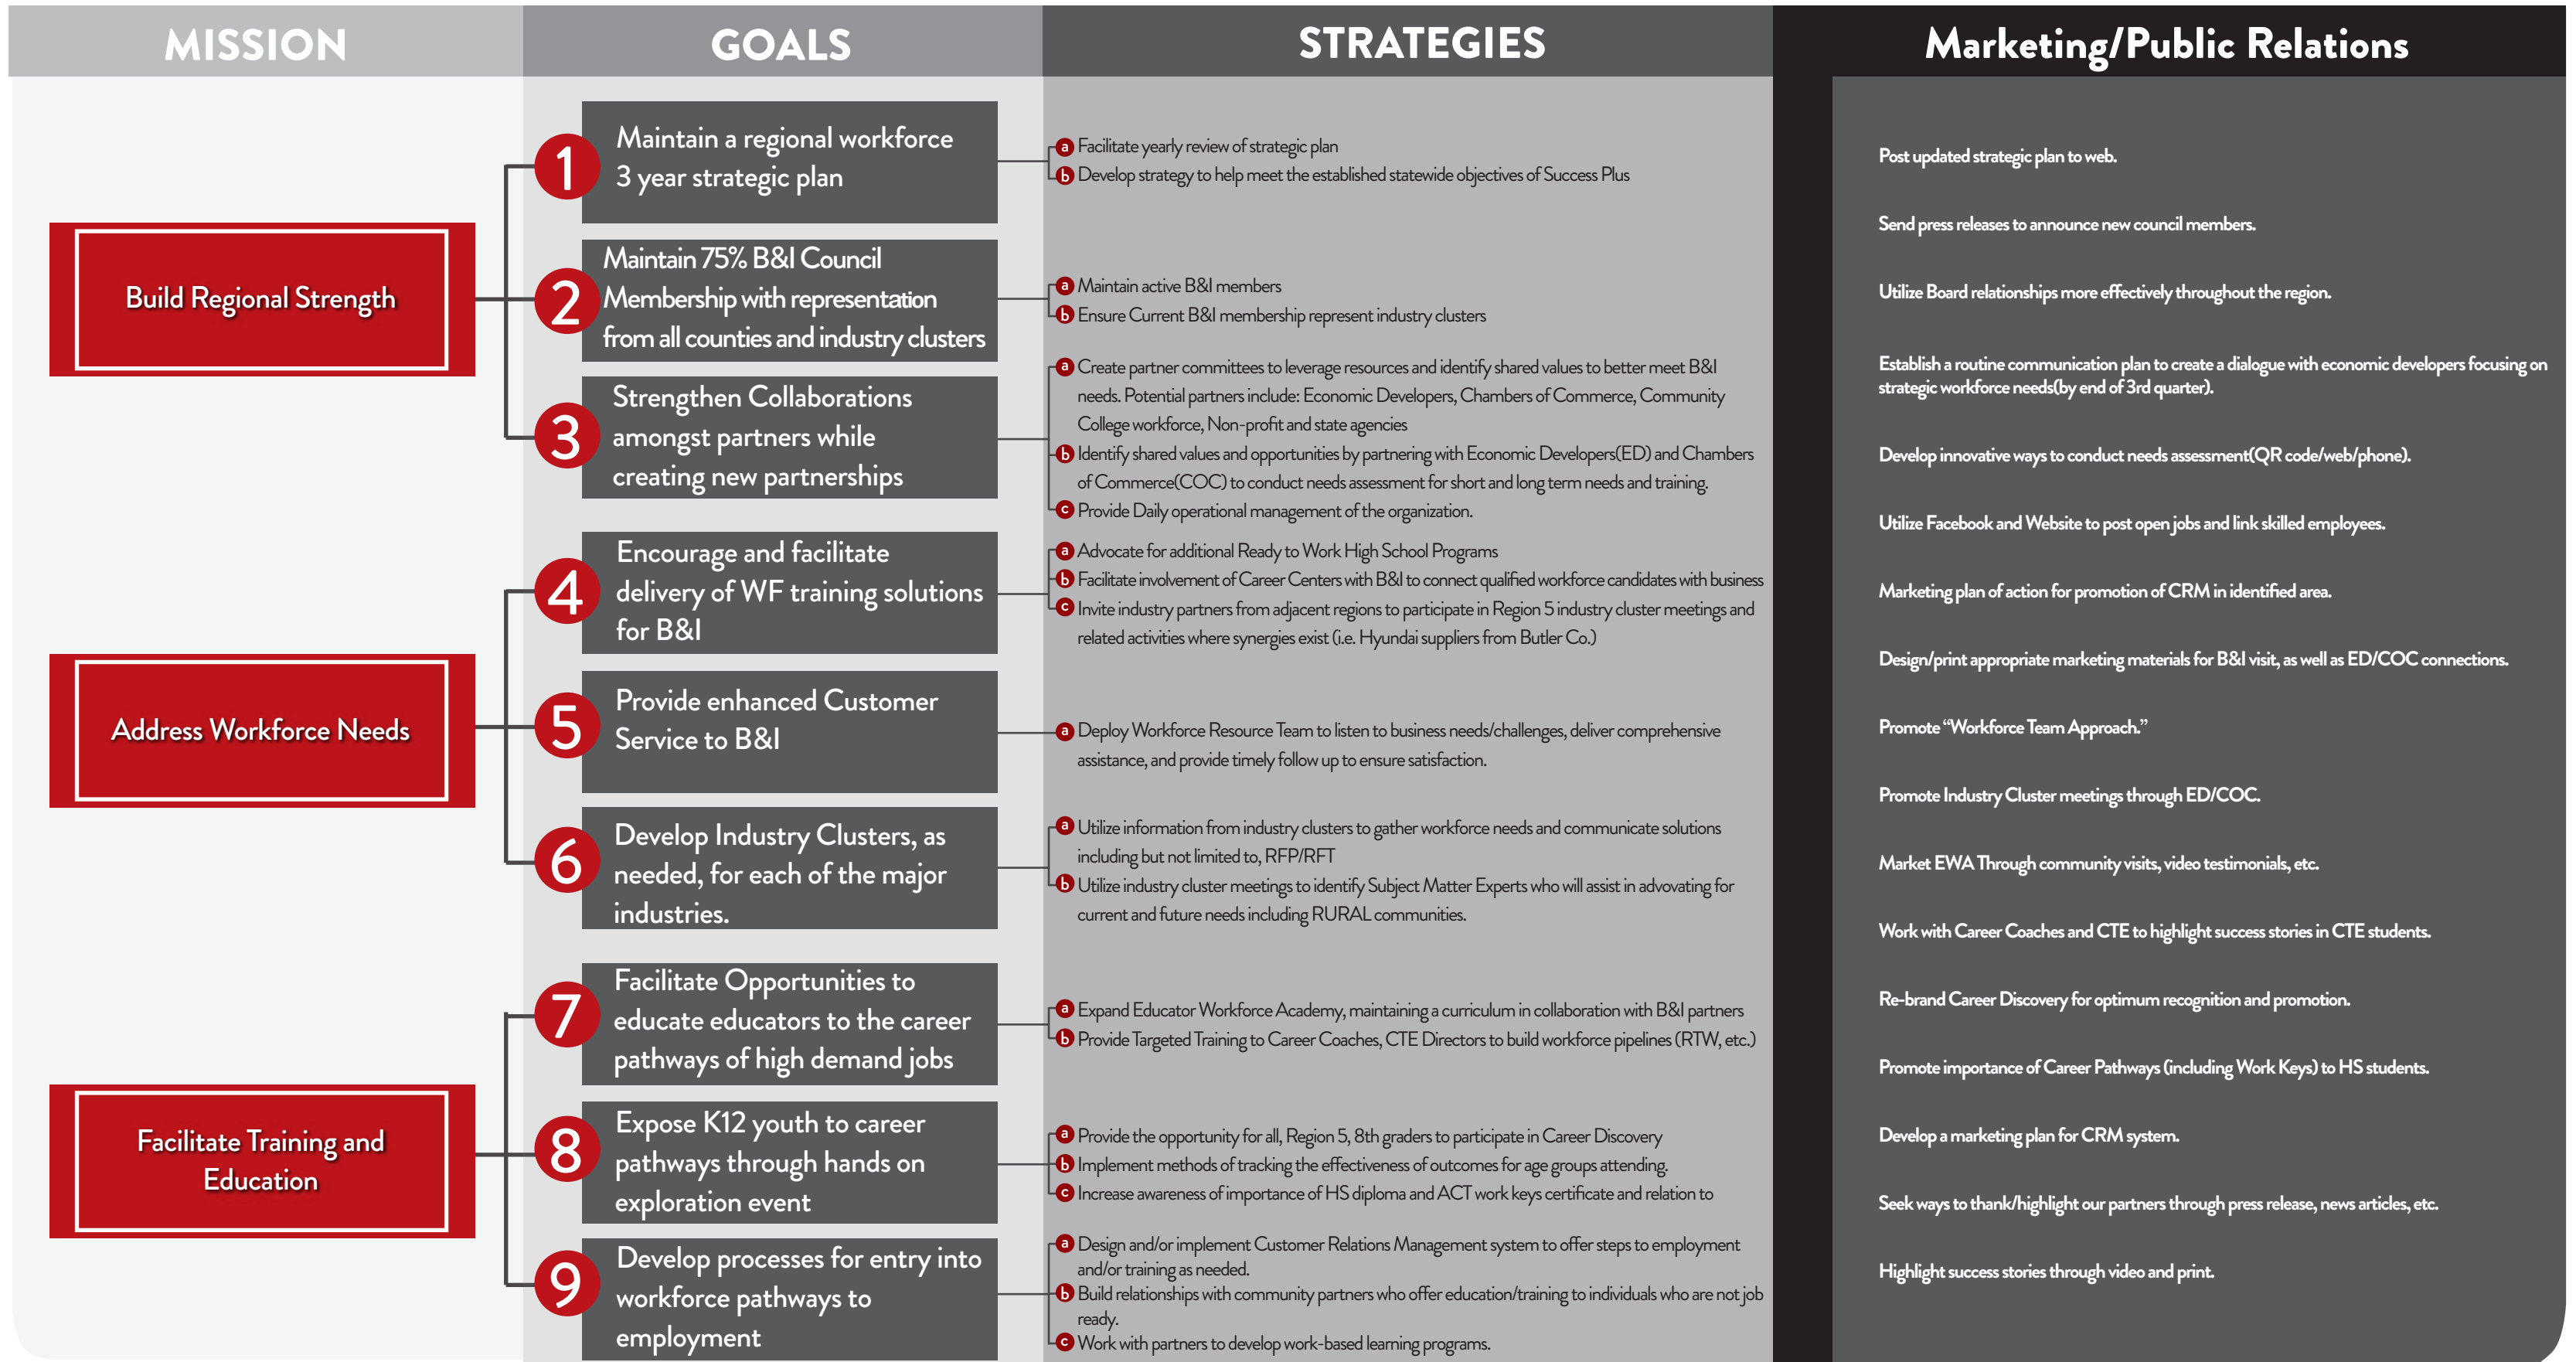 MISSION
GOALS
STRATEGIES
Marketing/Public Relations
Build Regional Strength
1
Maintain a regional workforce
3 year strategic plan
a Facilitate yearly review of strategic plan
b Develop strategy to help meet the established statewide objectives of Success Plus
2
Maintain 75% B&I Council
Membership with representation
from all counties and industry clusters
a Maintain active B&I members
b Ensure Current B&I membership represent industry clusters
3
Strengthen Collaborations
amongst partners while
creating new partnerships
a Create partner committees to leverage resources and identify shared values to better meet B&I
needs. Potential partners include: Economic Developers, Chambers of Commerce, Community
College workforce, Non-profit and state agencies
b Identify shared values and opportunities by partnering with Economic Developers(ED) and Chambers
of Commerce(COC) to conduct needs assessment for short and long term needs and training.
c Provide Daily operational management of the organization.
Address Workforce Needs
4
Encourage and facilitate
delivery of WF training solutions
for B&I
a Advocate for additional Ready to Work High School Programs
b Facilitate involvement of Career Centers with B&I to connect qualified workforce candidates with business
c Invite industry partners from adjacent regions to participate in Region 5 industry cluster meetings and
related activities where synergies exist (i.e. Hyundai suppliers from Butler Co.)
5
Provide enhanced Customer
Service to B&I
a Deploy Workforce Resource Team to listen to business needs/challenges, deliver comprehensive
assistance, and provide timely follow up to ensure satisfaction.
6
Develop Industry Clusters, as
needed, for each of the major
industries.
a Utilize information from industry clusters to gather workforce needs and communicate solutions
including but not limited to, RFP/RFT
b Utilize industry cluster meetings to identify Subject Matter Experts who will assist in advovating for
current and future needs including RURAL communities.
Facilitate Training and
Education
7
Facilitate Opportunities to
educate educators to the career
pathways of high demand jobs
a Expand Educator Workforce Academy, maintaining a curriculum in collaboration with B&I partners
b Provide Targeted Training to Career Coaches, CTE Directors to build workforce pipelines (RTW, etc.)
8
Expose K12 youth to career
pathways through hands on
exploration event
a Provide the opportunity for all, Region 5, 8th graders to participate in Career Discovery
b Implement methods of tracking the effectiveness of outcomes for age groups attending.
c Increase awareness of importance of HS diploma and ACT work keys certificate and relation to
9
Develop processes for entry into
workforce pathways to
employment
a Design and/or implement Customer Relations Management system to offer steps to employment
and/or training as needed.
b Build relationships with community partners who offer education/training to individuals who are not job
ready.
c Work with partners to develop work-based learning programs.
Post updated strategic plan to web.
Send press releases to announce new council members.
Utilize Board relationships more effectively throughout the region.
Establish a routine communication plan to create a dialogue with economic developers focusing on
strategic workforce needs(by end of 3rd quarter).
Develop innovative ways to conduct needs assessment(QR code/web/phone).
Utilize Facebook and Website to post open jobs and link skilled employees.
Marketing plan of action for promotion of CRM in identified area.
Design/print appropriate marketing materials for B&I visit, as well as ED/COC connections.
Promote “Workforce Team Approach.”
Promote Industry Cluster meetings through ED/COC.
Market EWA Through community visits, video testimonials, etc.
Work with Career Coaches and CTE to highlight success stories in CTE students.
Re-brand Career Discovery for optimum recognition and promotion.
Promote importance of Career Pathways (including Work Keys) to HS students.
Develop a marketing plan for CRM system.
Seek ways to thank/highlight our partners through press release, news articles, etc.
Highlight success stories through video and print.